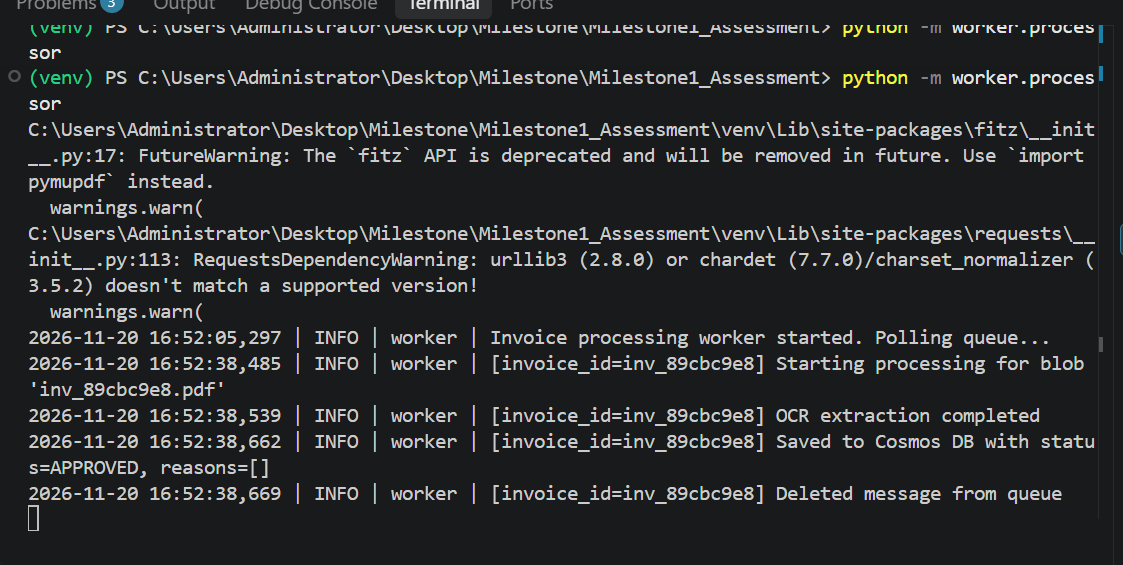 Problems 3 Output Debug Console Terminal Ports
(venv) PS C:\Users\Administrator\Desktop\Milestone\Milestone1_Assessment> python -m worker.proces
sor
(venv) PS C:\Users\Administrator\Desktop\Milestone\Milestone1_Assessment> python -m worker.proces
sor
C:\Users\Administrator\Desktop\Milestone\Milestone1_Assessment\venv\Lib\site-packages\fitz\__init
__.py:17: FutureWarning: The `fitz` API is deprecated and will be removed in future. Use `import
pymupdf` instead.
  warnings.warn(
C:\Users\Administrator\Desktop\Milestone\Milestone1_Assessment\venv\Lib\site-packages\requests\__
init__.py:113: RequestsDependencyWarning: urllib3 (2.8.0) or chardet (7.7.0)/charset_normalizer (
3.5.2) doesn't match a supported version!
  warnings.warn(
2026-11-20 16:52:05,297 | INFO | worker | Invoice processing worker started. Polling queue...
2026-11-20 16:52:38,485 | INFO | worker | [invoice_id=inv_89cbc9e8] Starting processing for blob
'inv_89cbc9e8.pdf'
2026-11-20 16:52:38,539 | INFO | worker | [invoice_id=inv_89cbc9e8] OCR extraction completed
2026-11-20 16:52:38,662 | INFO | worker | [invoice_id=inv_89cbc9e8] Saved to Cosmos DB with statu
s=APPROVED, reasons=[]
2026-11-20 16:52:38,669 | INFO | worker | [invoice_id=inv_89cbc9e8] Deleted message from queue